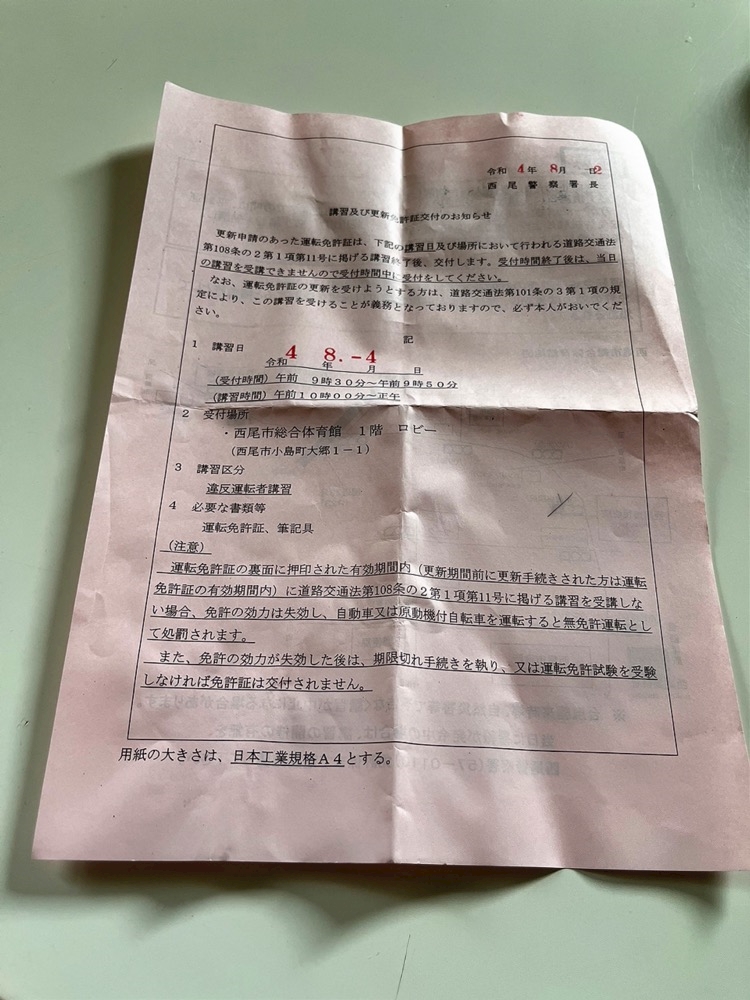 令和 4年 8月 日2
西尾警察署長
講習及び更新免許証交付のお知らせ
更新申請のあった運転免許証は、下記の講習日及び場所において行われる道路交通法
第108条の2第1項第11号に掲げる講習終了後、交付します。受付時間終了後は、当日
の講習を受講できませんので受付時間中に受付をしてください。
なお、運転免許証の更新を受けようとする方は、道路交通法第101条の3第1項の規
定により、この講習を受けることが義務となっておりますので、必ず本人がおいでくだ
さい。
記
1 講習日
4 8.-4
令和 年 月 日
(受付時間)午前 9時30分~午前9時50分
(講習時間)午前10時00分~正午
2 受付場所
・西尾市総合体育館 1階 ロビー
(西尾市小島町大郷1-1)
3 講習区分
違反運転者講習
4 必要な書類等
運転免許証、筆記具
(注意)
運転免許証の裏面に押印された有効期間内(更新期間前に更新手続きされた方は運転
免許証の有効期間内)に道路交通法第108条の2第1項第11号に掲げる講習を受講しな
い場合、免許の効力は失効し、自動車又は原動機付自転車を運転すると無免許運転とし
て処罰されます。
また、免許の効力が失効した後は、期限切れ手続きを執り、又は運転免許試験を受験
しなければ免許証は交付されません。
用紙の大きさは、日本工業規格A4とする。